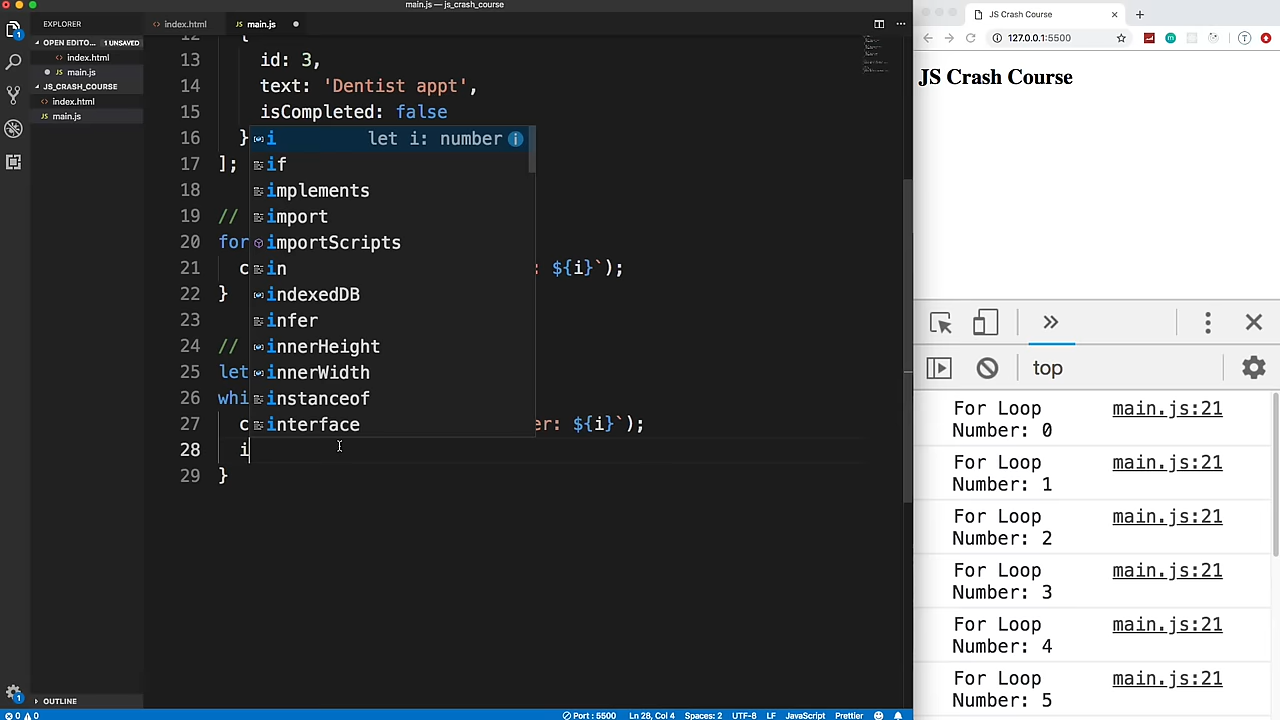 main.js — js_crash_course
EXPLORER
index.html
main.js
OPEN EDITO... 1 UNSAVED
index.html
JS main.js
JS_CRASH_COURSE
index.html
JS main.js
OUTLINE
12 {
13 id: 3,
14 text: 'Dentist appt',
15 isCompleted: false
16 }
17 ];
18
19 //
20 for
21 c : ${i}`);
22 }
23
24 //
25 let
26 whi
27 c er: ${i}`);
28 i
29 }
i let i: number
if
implements
import
importScripts
in
indexedDB
infer
innerHeight
innerWidth
instanceof
interface
0 0 Port : 5500 Ln 28, Col 4 Spaces: 2 UTF-8 LF JavaScript Prettier
JS Crash Course
127.0.0.1:5500
JS Crash Course
top
For Loop main.js:21
Number: 0
For Loop main.js:21
Number: 1
For Loop main.js:21
Number: 2
For Loop main.js:21
Number: 3
For Loop main.js:21
Number: 4
For Loop main.js:21
Number: 5